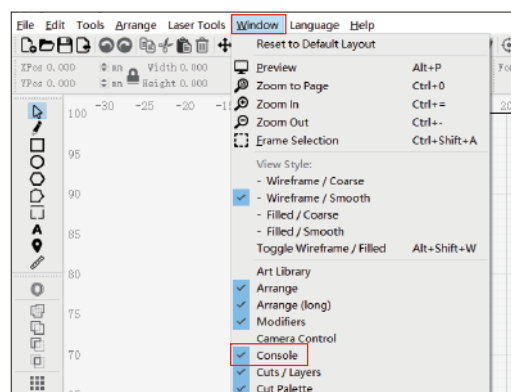 File Edit Tools Arrange Laser Tools Window Language Help
Reset to Default Layout
XPos 0.000 mm Width 0.000
YPos 0.000 mm Height 0.000
Preview Alt+P
Zoom to Page Ctrl+0
Zoom In Ctrl+=
Zoom Out Ctrl+-
Frame Selection Ctrl+Shift+A
View Style:
- Wireframe / Coarse
- Wireframe / Smooth
- Filled / Coarse
- Filled / Smooth
Toggle Wireframe / Filled Alt+Shift+W
Art Library
Arrange
Arrange (long)
Modifiers
Camera Control
Console
Cuts / Layers
Cut Palette
-30 -25 -20
100
95
90
85
80
75
70